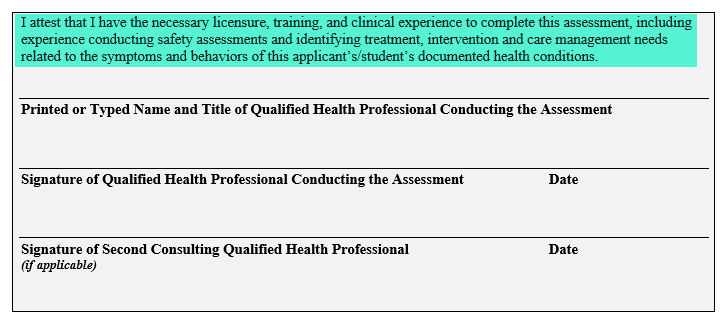 I attest that I have the necessary licensure, training, and clinical experience to complete this assessment, including
experience conducting safety assessments and identifying treatment, intervention and care management needs
related to the symptoms and behaviors of this applicant’s/student’s documented health conditions.
Printed or Typed Name and Title of Qualified Health Professional Conducting the Assessment
Signature of Qualified Health Professional Conducting the Assessment Date
Signature of Second Consulting Qualified Health Professional Date
(if applicable)